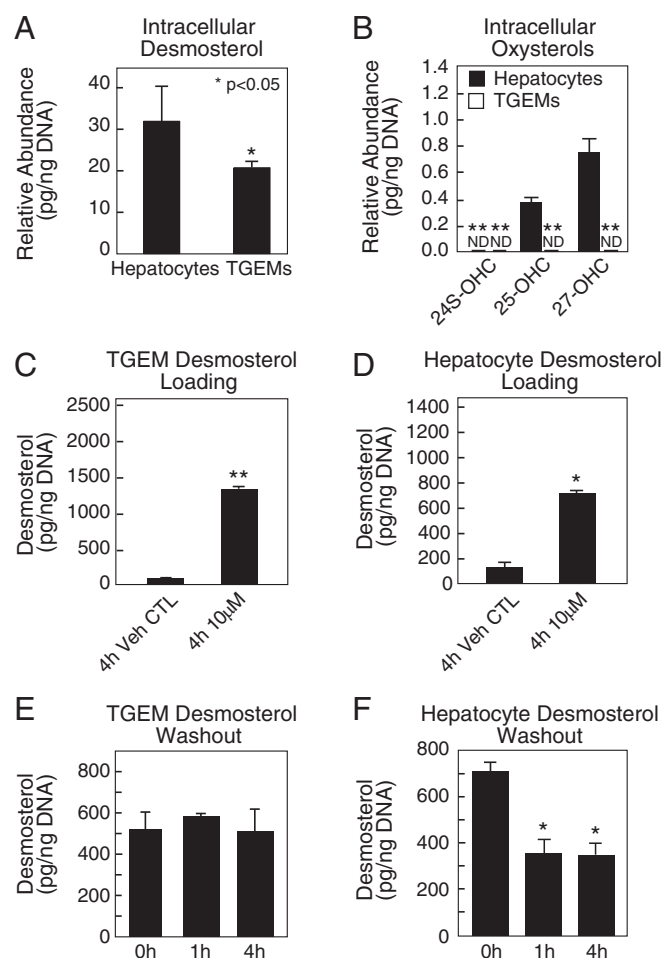 A
Intracellular
Desmosterol
Relative Abundance
(pg/ng DNA)
40
30
20
10
0
* p<0.05
*
Hepatocytes TGEMs
B
Intracellular
Oxysterols
Relative Abundance
(pg/ng DNA)
1.4
1.2
1.0
0.8
0.6
0.4
0.2
0.0
Hepatocytes
TGEMs
** ** ** **
ND ND ND ND
24S-OHC
25-OHC
27-OHC
C
TGEM Desmosterol
Loading
Desmosterol
(pg/ng DNA)
2500
2000
1500
1000
500
0
**
4h Veh CTL
4h 10μM
D
Hepatocyte Desmosterol
Loading
Desmosterol
(pg/ng DNA)
1400
1200
1000
800
600
400
200
0
*
4h Veh CTL
4h 10μM
E
TGEM Desmosterol
Washout
Desmosterol
(pg/ng DNA)
800
600
400
200
0
0h 1h 4h
F
Hepatocyte Desmosterol
Washout
Desmosterol
(pg/ng DNA)
800
600
400
200
0
* *
0h 1h 4h